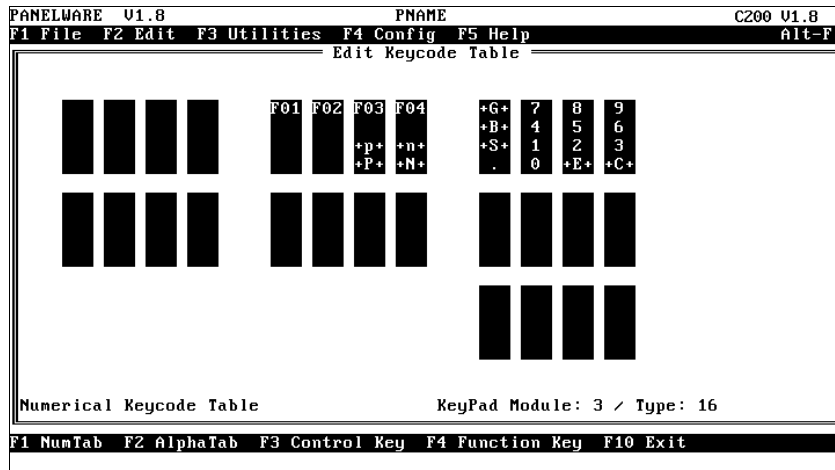 PANELWARE V1.8 PNAME C200 V1.8
F1 File F2 Edit F3 Utilities F4 Config F5 Help Alt-F
Edit Keycode Table
F01 F02 F03 F04 +G+ 7 8 9
+B+ 4 5 6
+p+ +n+ +S+ 1 2 3
+P+ +N+ . 0 +E+ +C+
Numerical Keycode Table KeyPad Module: 3 / Type: 16
F1 NumTab F2 AlphaTab F3 Control Key F4 Function Key F10 Exit